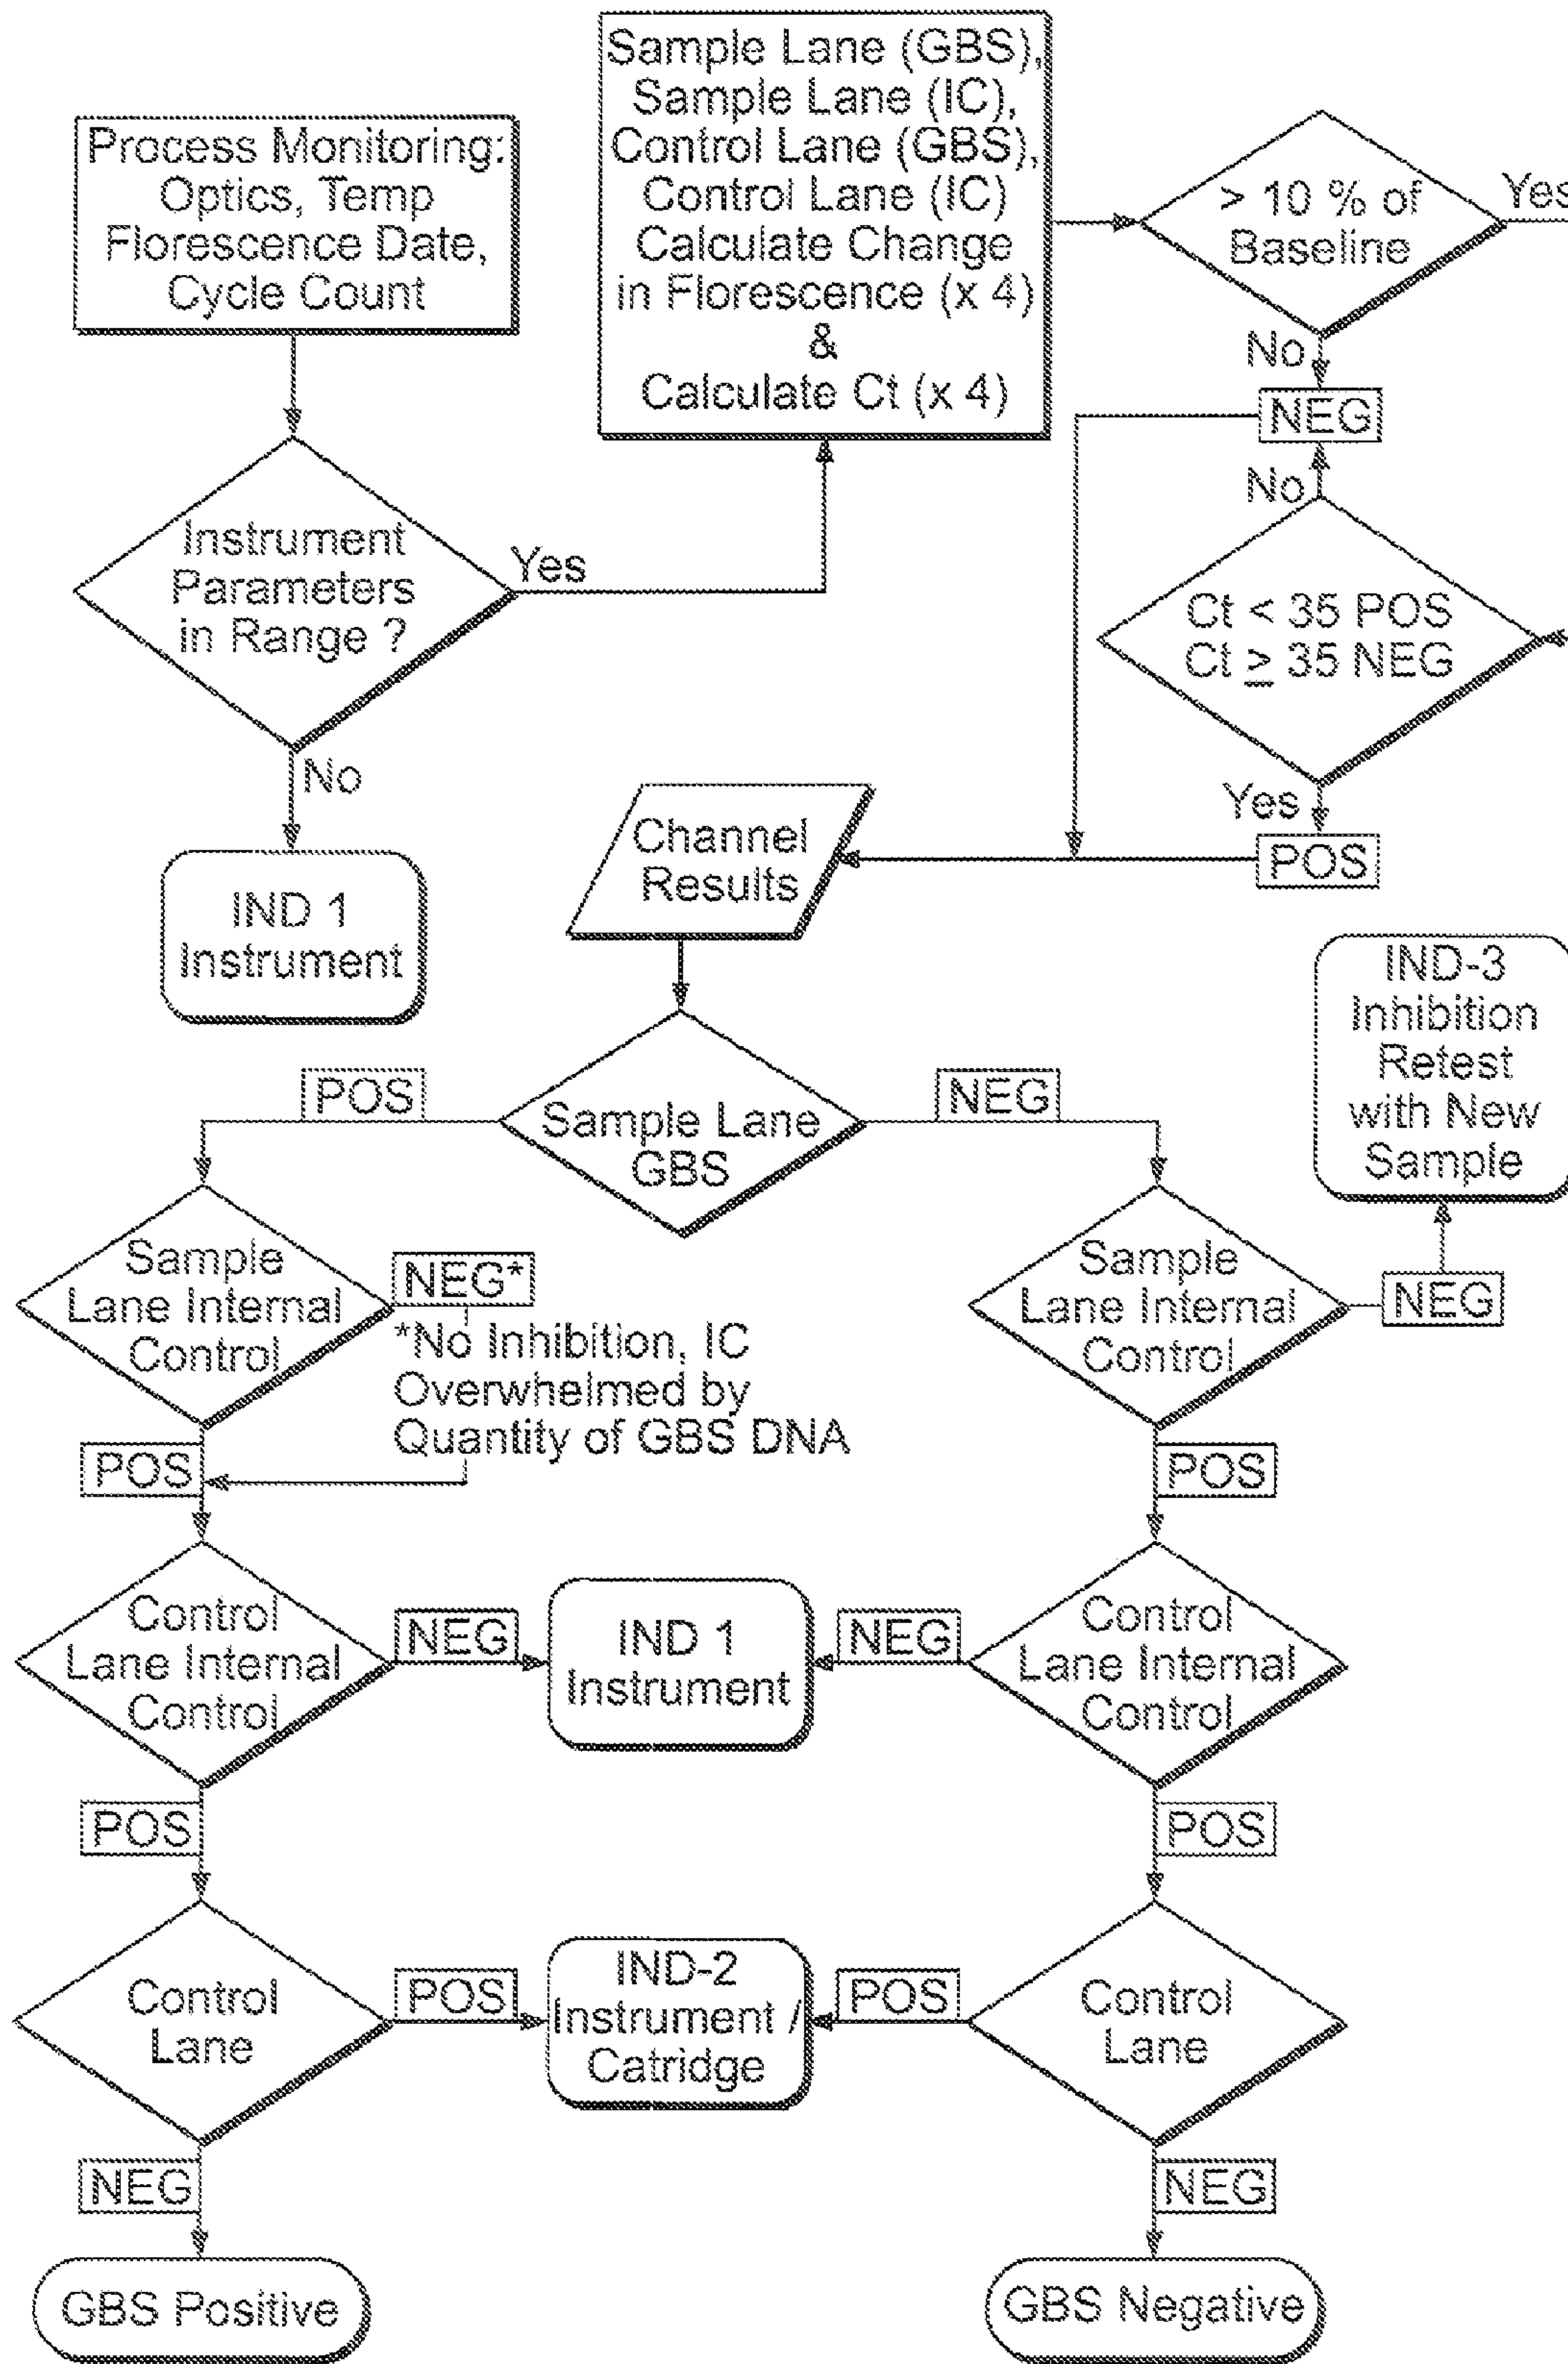 Process Monitoring:
Optics, Temp
Florescence Date,
Cycle Count
Sample Lane (GBS),
Sample Lane (IC),
Control Lane (GBS),
Control Lane (IC)
Calculate Change
in Florescence (x 4)
&
Calculate Ct (x 4)
> 10 % of
Baseline
Yes
No
NEG
No
Instrument
Parameters
in Range ?
Yes
No
IND 1
Instrument
Ct < 35 POS
Ct ≥ 35 NEG
Yes
POS
Channel
Results
IND-3
Inhibition
Retest
with New
Sample
POS
Sample Lane
GBS
NEG
Sample
Lane Internal
Control
NEG*
*No Inhibition, IC
Overwhelmed by
Quantity of GBS DNA
POS
Sample
Lane Internal
Control
NEG
POS
Control
Lane Internal
Control
NEG
IND 1
Instrument
NEG
Control
Lane Internal
Control
POS
POS
Control
Lane
POS
IND-2
Instrument /
Catridge
POS
Control
Lane
NEG
NEG
GBS Positive
GBS Negative